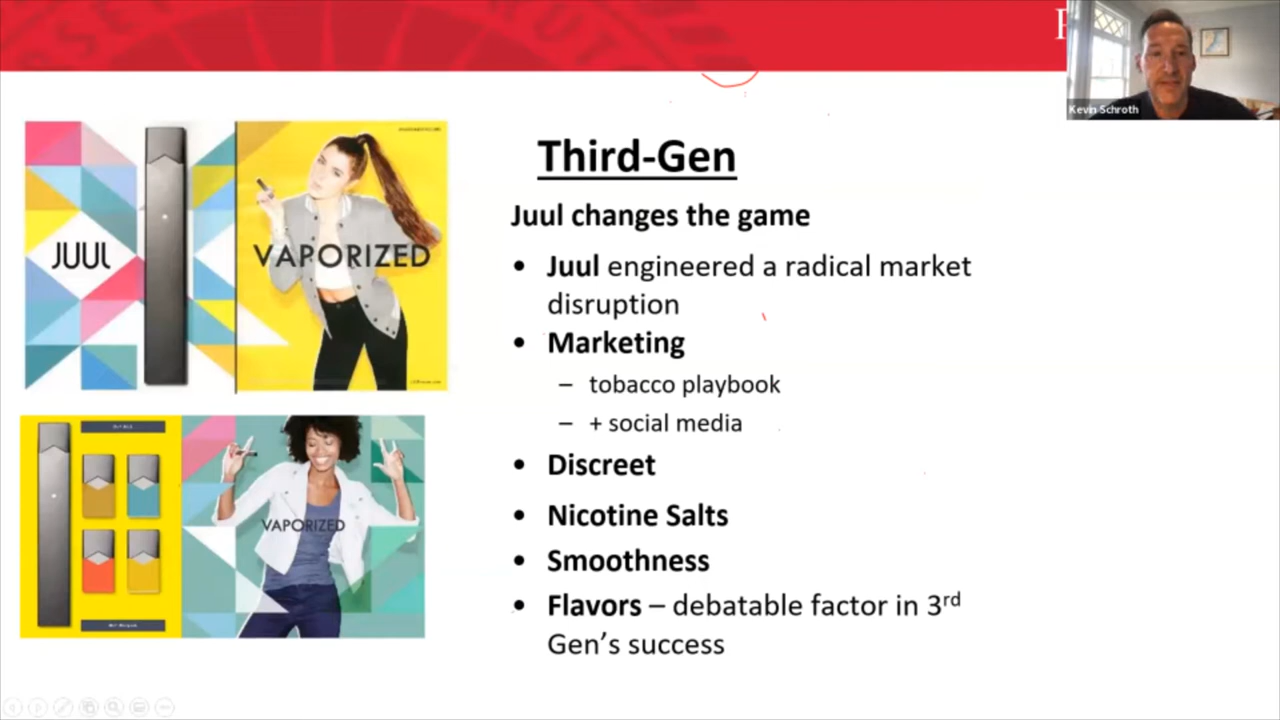 Kevin Schroth
Third-Gen
Juul changes the game
• Juul engineered a radical market
disruption
• Marketing
– tobacco playbook
– + social media
• Discreet
• Nicotine Salts
• Smoothness
• Flavors – debatable factor in 3rd
Gen's success
JUUL
VAPORIZED
VAPORIZED